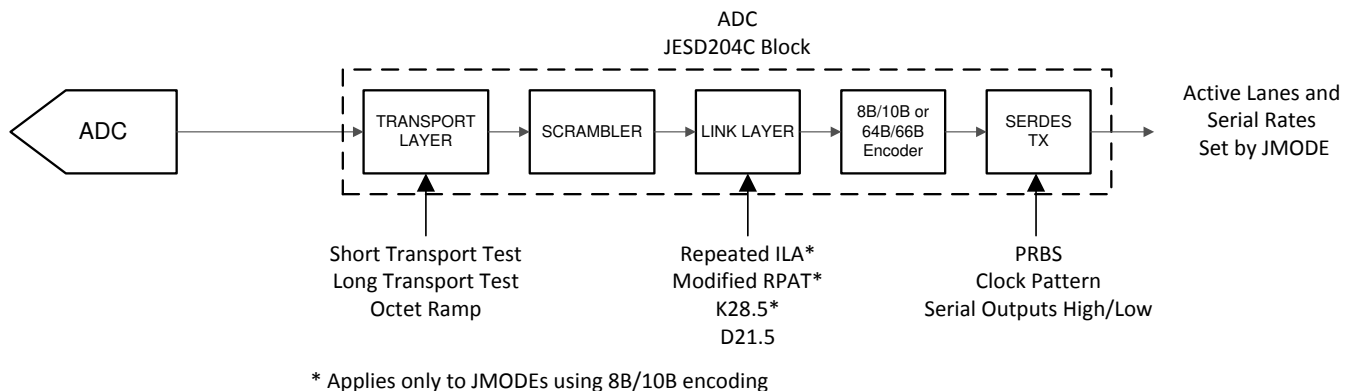 ADC
JESD204C Block
ADC
TRANSPORT
LAYER
SCRAMBLER
LINK LAYER
8B/10B or
64B/66B
Encoder
SERDES
TX
Active Lanes and
Serial Rates
Set by JMODE
Short Transport Test
Long Transport Test
Octet Ramp
Repeated ILA*
Modified RPAT*
K28.5*
D21.5
PRBS
Clock Pattern
Serial Outputs High/Low
* Applies only to JMODEs using 8B/10B encoding